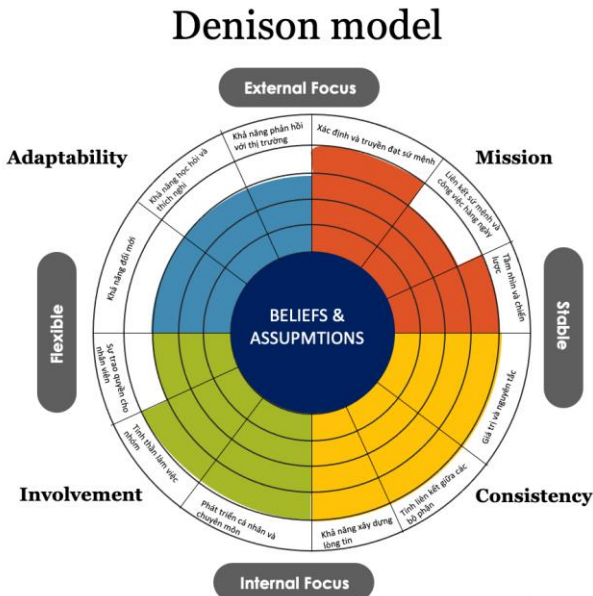 Denison model
External Focus
Adaptability
Mission
Khả năng phản hồi
với thị trường
Xác định và truyền đạt sứ mệnh
Khả năng học hỏi và
thích nghi
Liên kết sứ mệnh và
công việc hàng ngày
Khả năng đổi mới
Tầm nhìn và chiến
lược
Flexible
Stable
BELIEFS &
ASSUPMTIONS
Sự trao quyền cho
nhân viên
Giá trị và nguyên tắc
Tinh thần làm việc
nhóm
Tính liên kết giữa các
bộ phận
Phát triển cá nhân và
chuyên môn
Khả năng xây dựng
lòng tin
Involvement
Consistency
Internal Focus